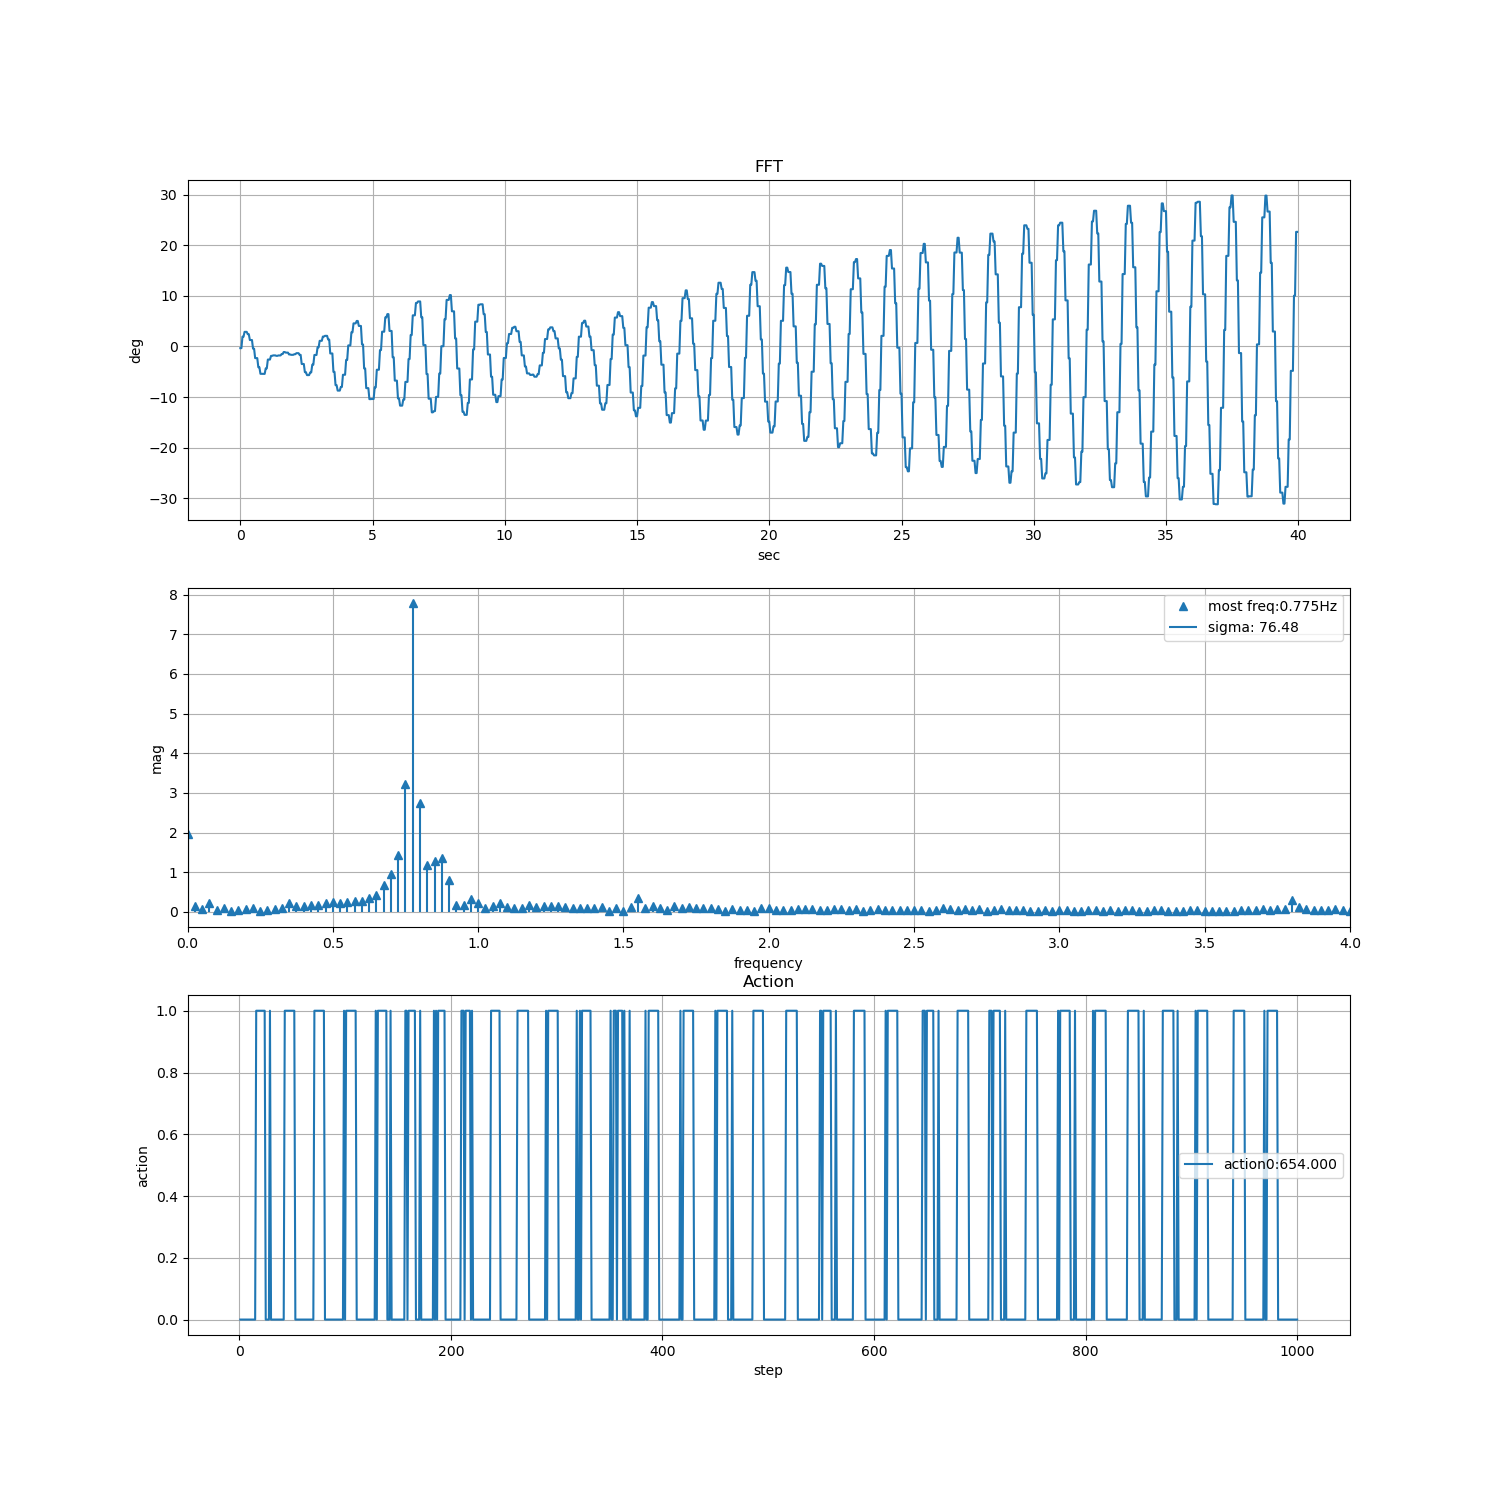 FFT
30
20
10
0
−10
−20
−30
deg
0 5 10 15 20 25 30 35 40
sec
8
7
6
5
4
3
2
1
0
mag
most freq:0.775Hz
sigma: 76.48
0.0 0.5 1.0 1.5 2.0 2.5 3.0 3.5 4.0
frequency
Action
1.0
0.8
0.6
0.4
0.2
0.0
action
action0:654.000
0 200 400 600 800 1000
step